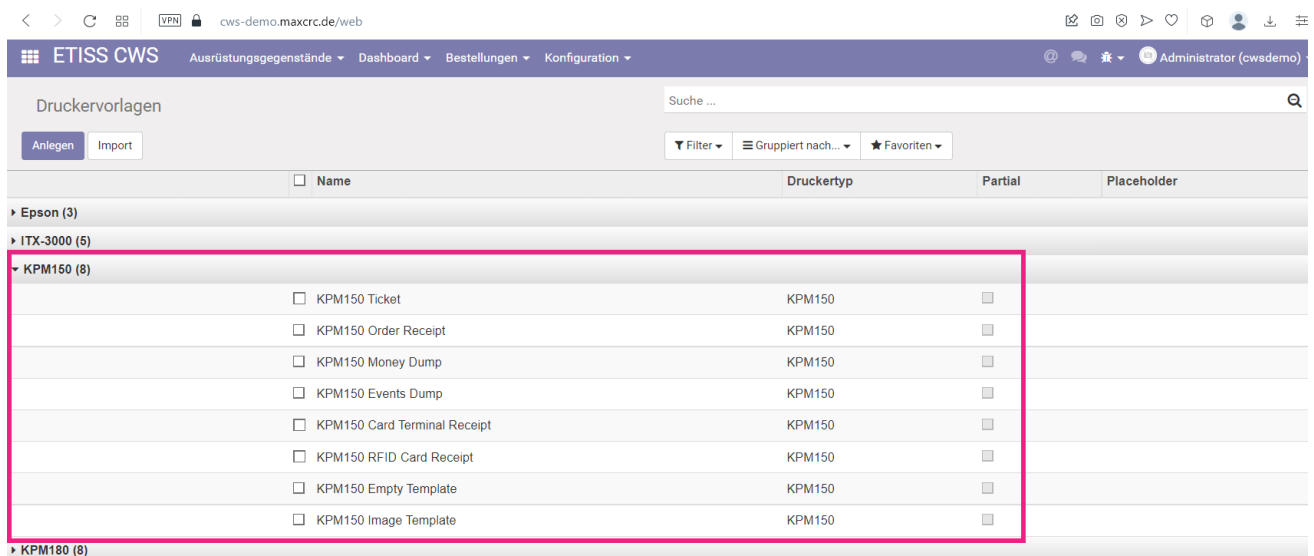 VPN cws-demo.maxcrc.de/web
ETISS CWS Ausrüstungsgegenstände Dashboard Bestellungen Konfiguration @ Administrator (cwsdemo)
Druckervorlagen Suche ...
Anlegen Import Filter Gruppiert nach... Favoriten
Name Druckertyp Partial Placeholder
Epson (3)
ITX-3000 (5)
KPM150 (8)
KPM150 Ticket KPM150
KPM150 Order Receipt KPM150
KPM150 Money Dump KPM150
KPM150 Events Dump KPM150
KPM150 Card Terminal Receipt KPM150
KPM150 RFID Card Receipt KPM150
KPM150 Empty Template KPM150
KPM150 Image Template KPM150
KPM180 (8)